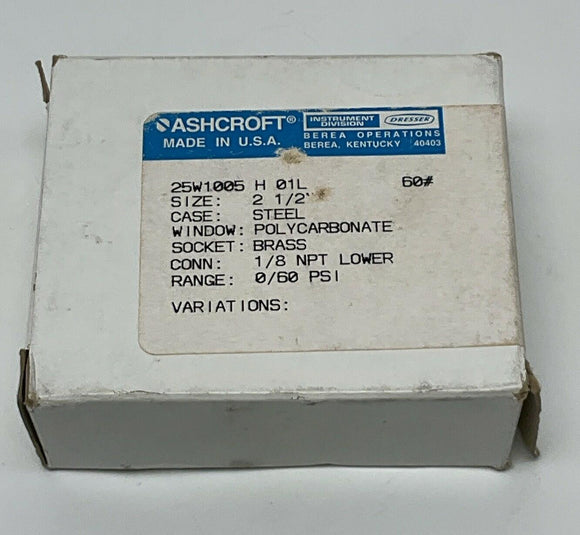 ASHCROFT®
MADE IN U.S.A.
INSTRUMENT
DIVISION
DRESSER
BEREA OPERATIONS
BEREA, KENTUCKY 40403
25W1005 H 01L 60#
SIZE: 2 1/2"
CASE: STEEL
WINDOW: POLYCARBONATE
SOCKET: BRASS
CONN: 1/8 NPT LOWER
RANGE: 0/60 PSI
VARIATIONS: